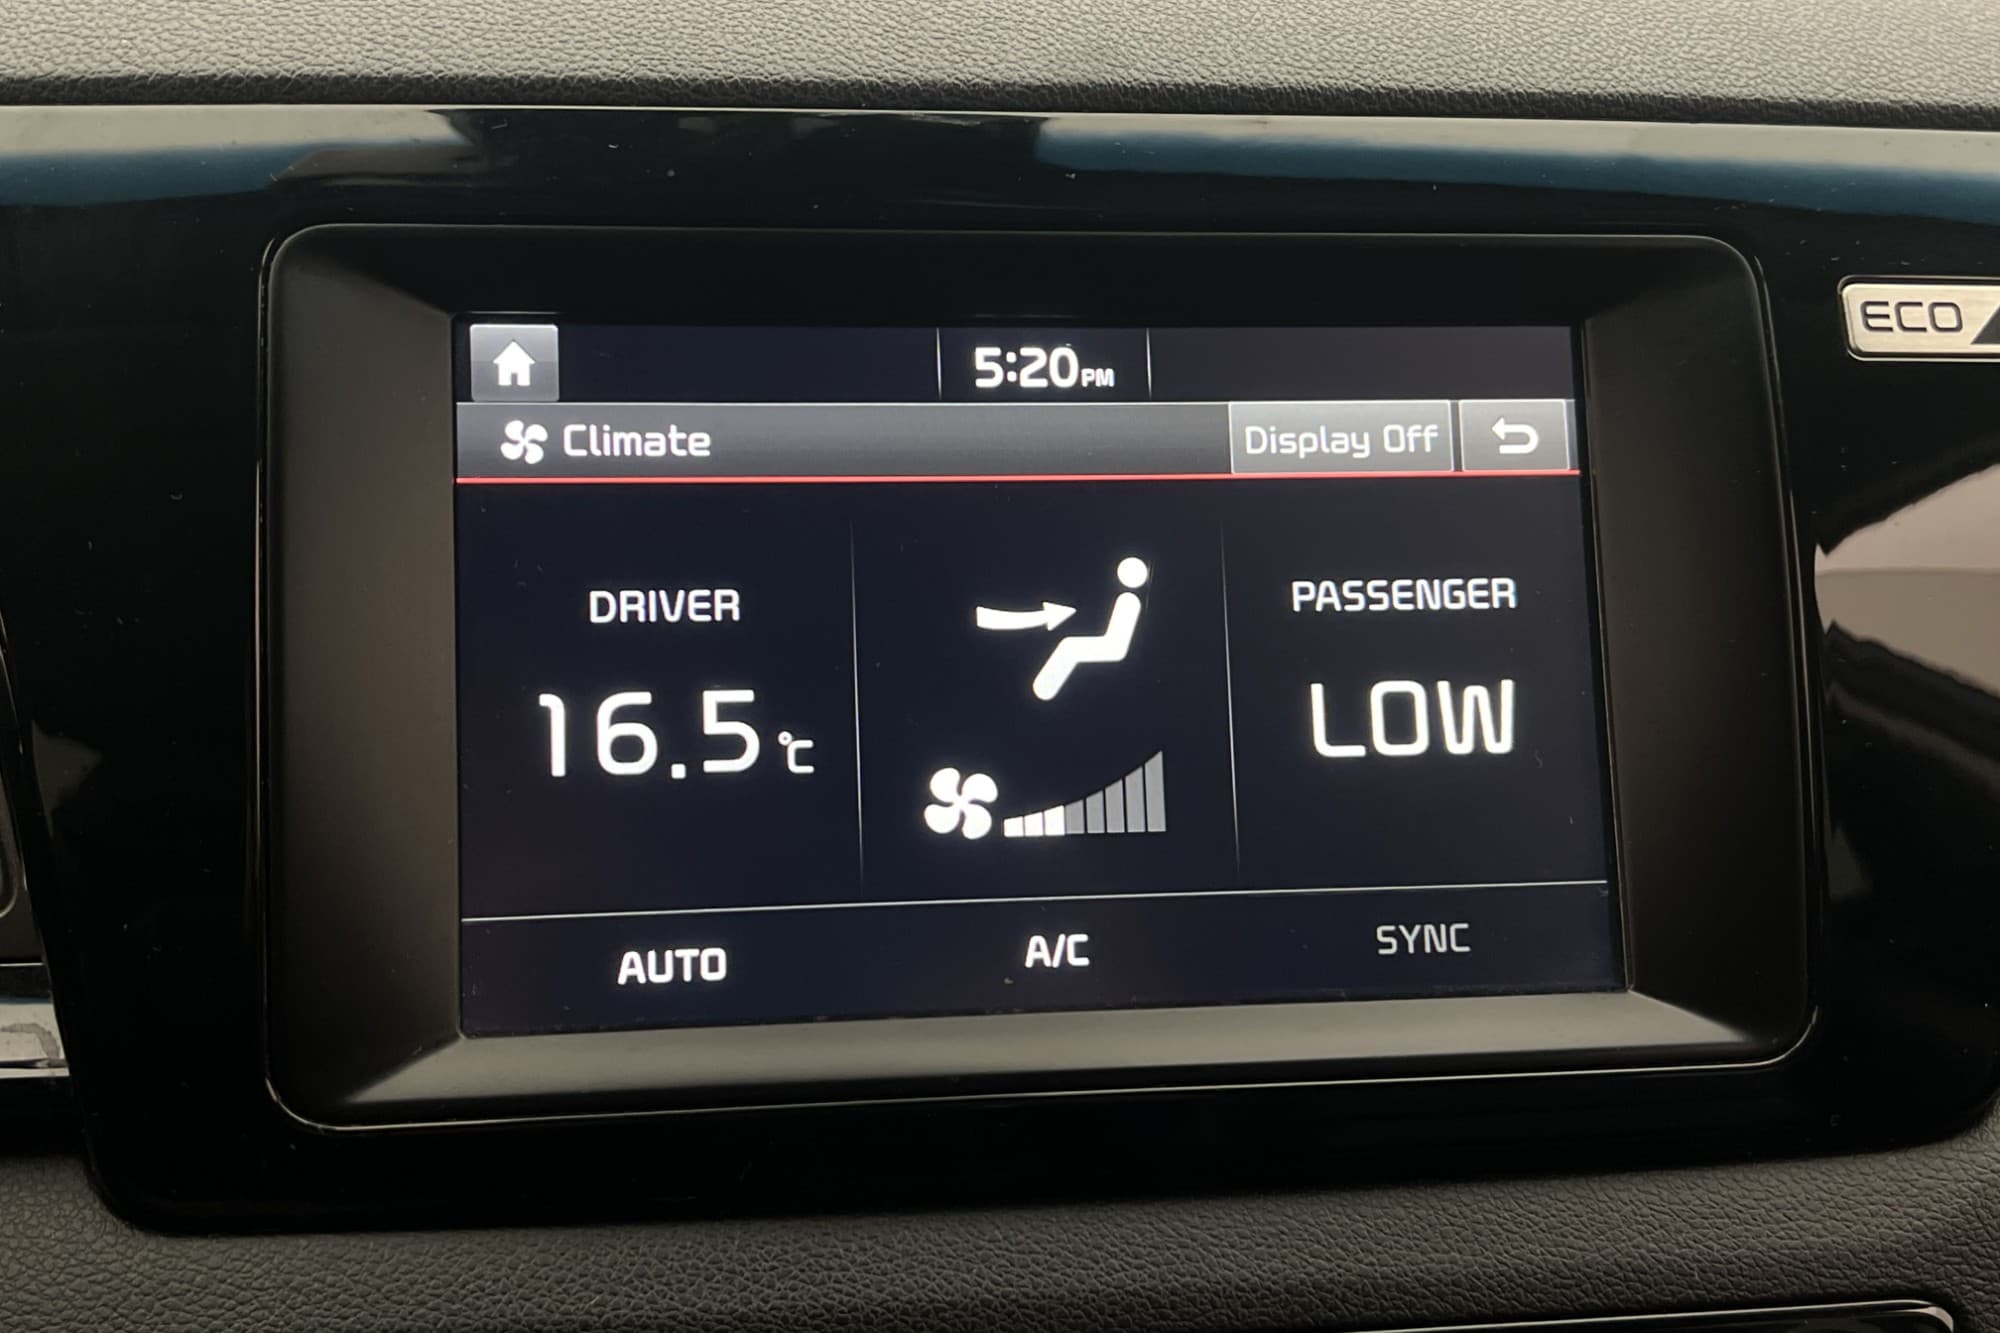 5:20PM
Climate
Display Off
ECO
DRIVER
PASSENGER
16.5 °C
LOW
AUTO
A/C
SYNC